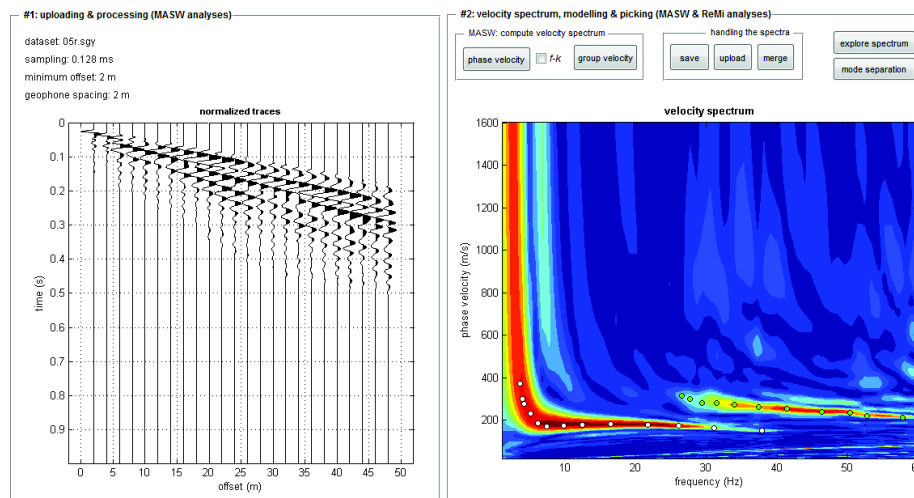 #1: uploading & processing (MASW analyses)
dataset: 05r.sgy
sampling: 0.128 ms
minimum offset: 2 m
geophone spacing: 2 m
normalized traces
0
0.1
0.2
0.3
0.4
0.5
0.6
0.7
0.8
0.9
time (s)
0 5 10 15 20 25 30 35 40 45 50
offset (m)
#2: velocity spectrum, modelling & picking (MASW & ReMi analyses)
MASW: compute velocity spectrum
phase velocity
f-k
group velocity
handling the spectra
save
upload
merge
explore spectrum
mode separation
velocity spectrum
1600
1400
1200
1000
800
600
400
200
phase velocity (m/s)
10 20 30 40 50 60
frequency (Hz)